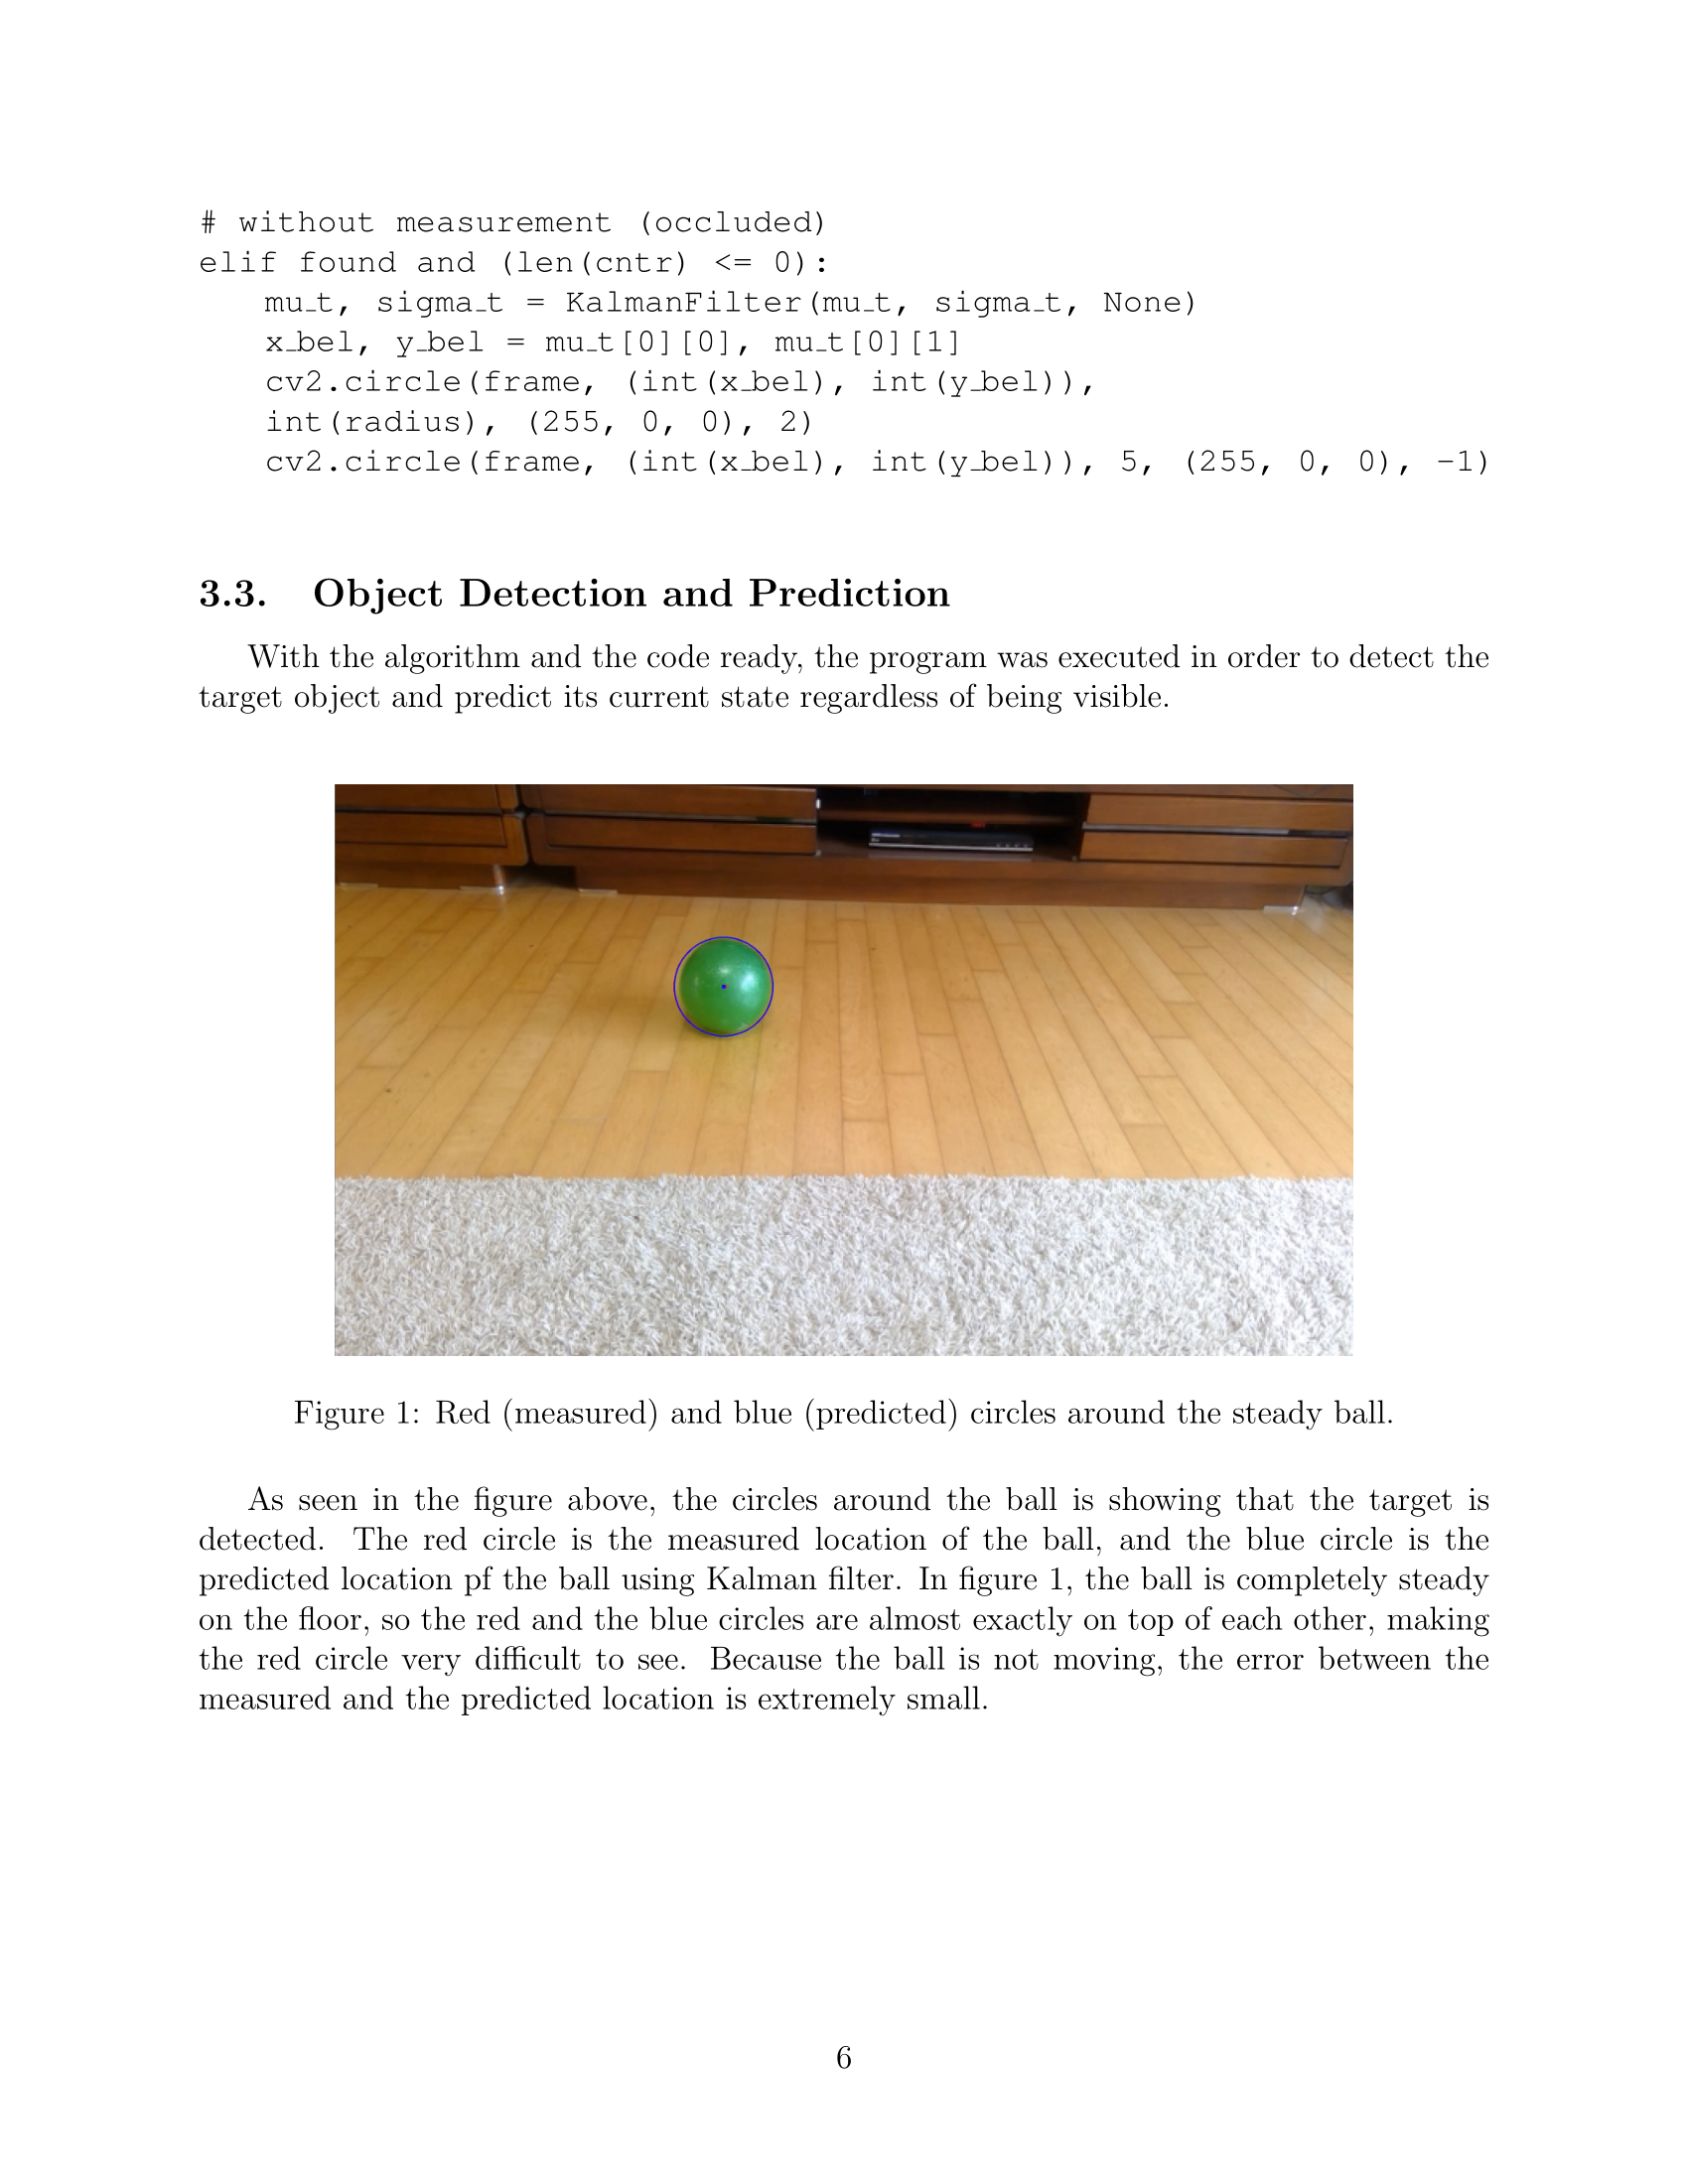 # without measurement (occluded)
elif found and (len(cntr) <= 0):
mu_t, sigma_t = KalmanFilter(mu_t, sigma_t, None)
x_bel, y_bel = mu_t[0][0], mu_t[0][1]
cv2.circle(frame, (int(x_bel), int(y_bel)),
int(radius), (255, 0, 0), 2)
cv2.circle(frame, (int(x_bel), int(y_bel)), 5, (255, 0, 0), -1)
3.3. Object Detection and Prediction
With the algorithm and the code ready, the program was executed in order to detect the
target object and predict its current state regardless of being visible.
Figure 1: Red (measured) and blue (predicted) circles around the steady ball.
As seen in the figure above, the circles around the ball is showing that the target is
detected. The red circle is the measured location of the ball, and the blue circle is the
predicted location pf the ball using Kalman filter. In figure 1, the ball is completely steady
on the floor, so the red and the blue circles are almost exactly on top of each other, making
the red circle very difficult to see. Because the ball is not moving, the error between the
measured and the predicted location is extremely small.
6